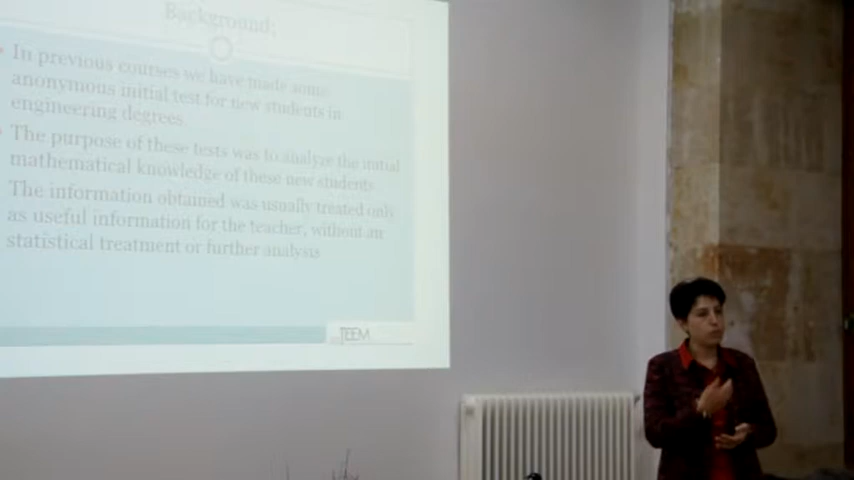 Background:
In previous courses we have made some
anonymous initial test for new students in
engineering degrees.
The purpose of these tests was to analyze the initial
mathematical knowledge of these new students
The information obtained was usually treated only
as useful information for the teacher, without an
statistical treatment or further analysis
TEEM